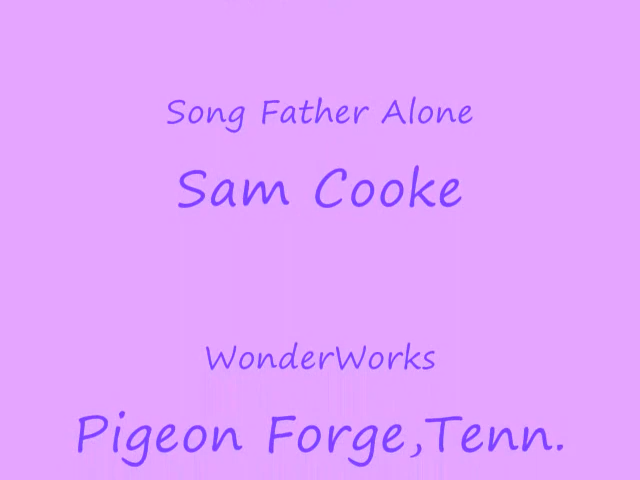 Song Father Alone
Sam Cooke
WonderWorks
Pigeon Forge,Tenn.